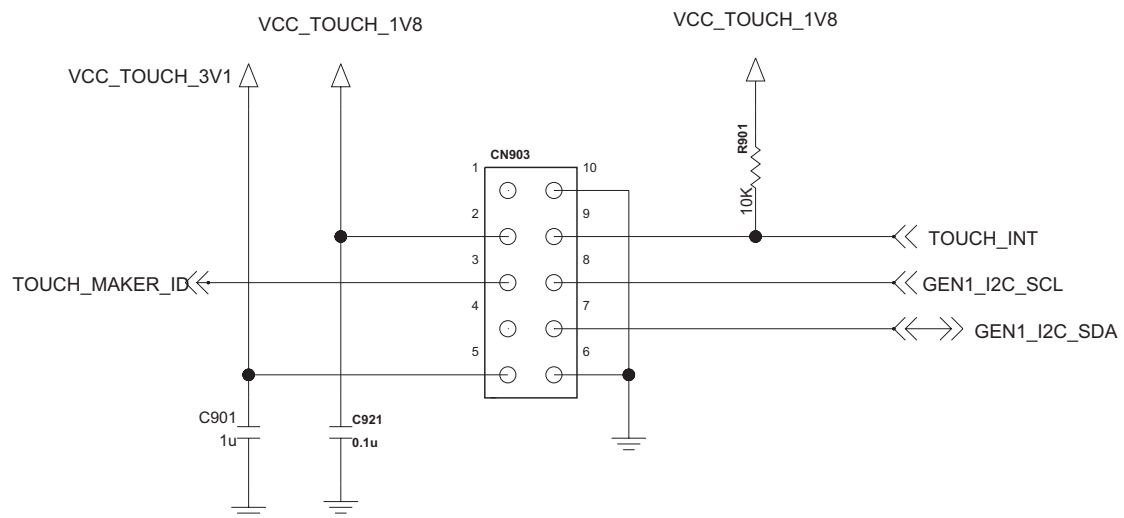 VCC_TOUCH_1V8
VCC_TOUCH_1V8
VCC_TOUCH_3V1
R901
10K
CN903
1
10
2
9
TOUCH_INT
3
8
TOUCH_MAKER_ID
GEN1_I2C_SCL
4
7
GEN1_I2C_SDA
5
6
C901
1u
C921
0.1u